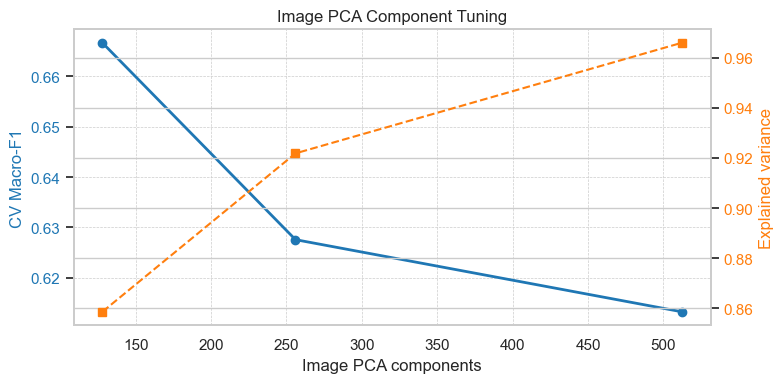 Image PCA Component Tuning
CV Macro-F1
0.66
0.65
0.64
0.63
0.62
0.96
0.94
0.92
0.90
0.88
0.86
Explained variance
150 200 250 300 350 400 450 500
Image PCA components